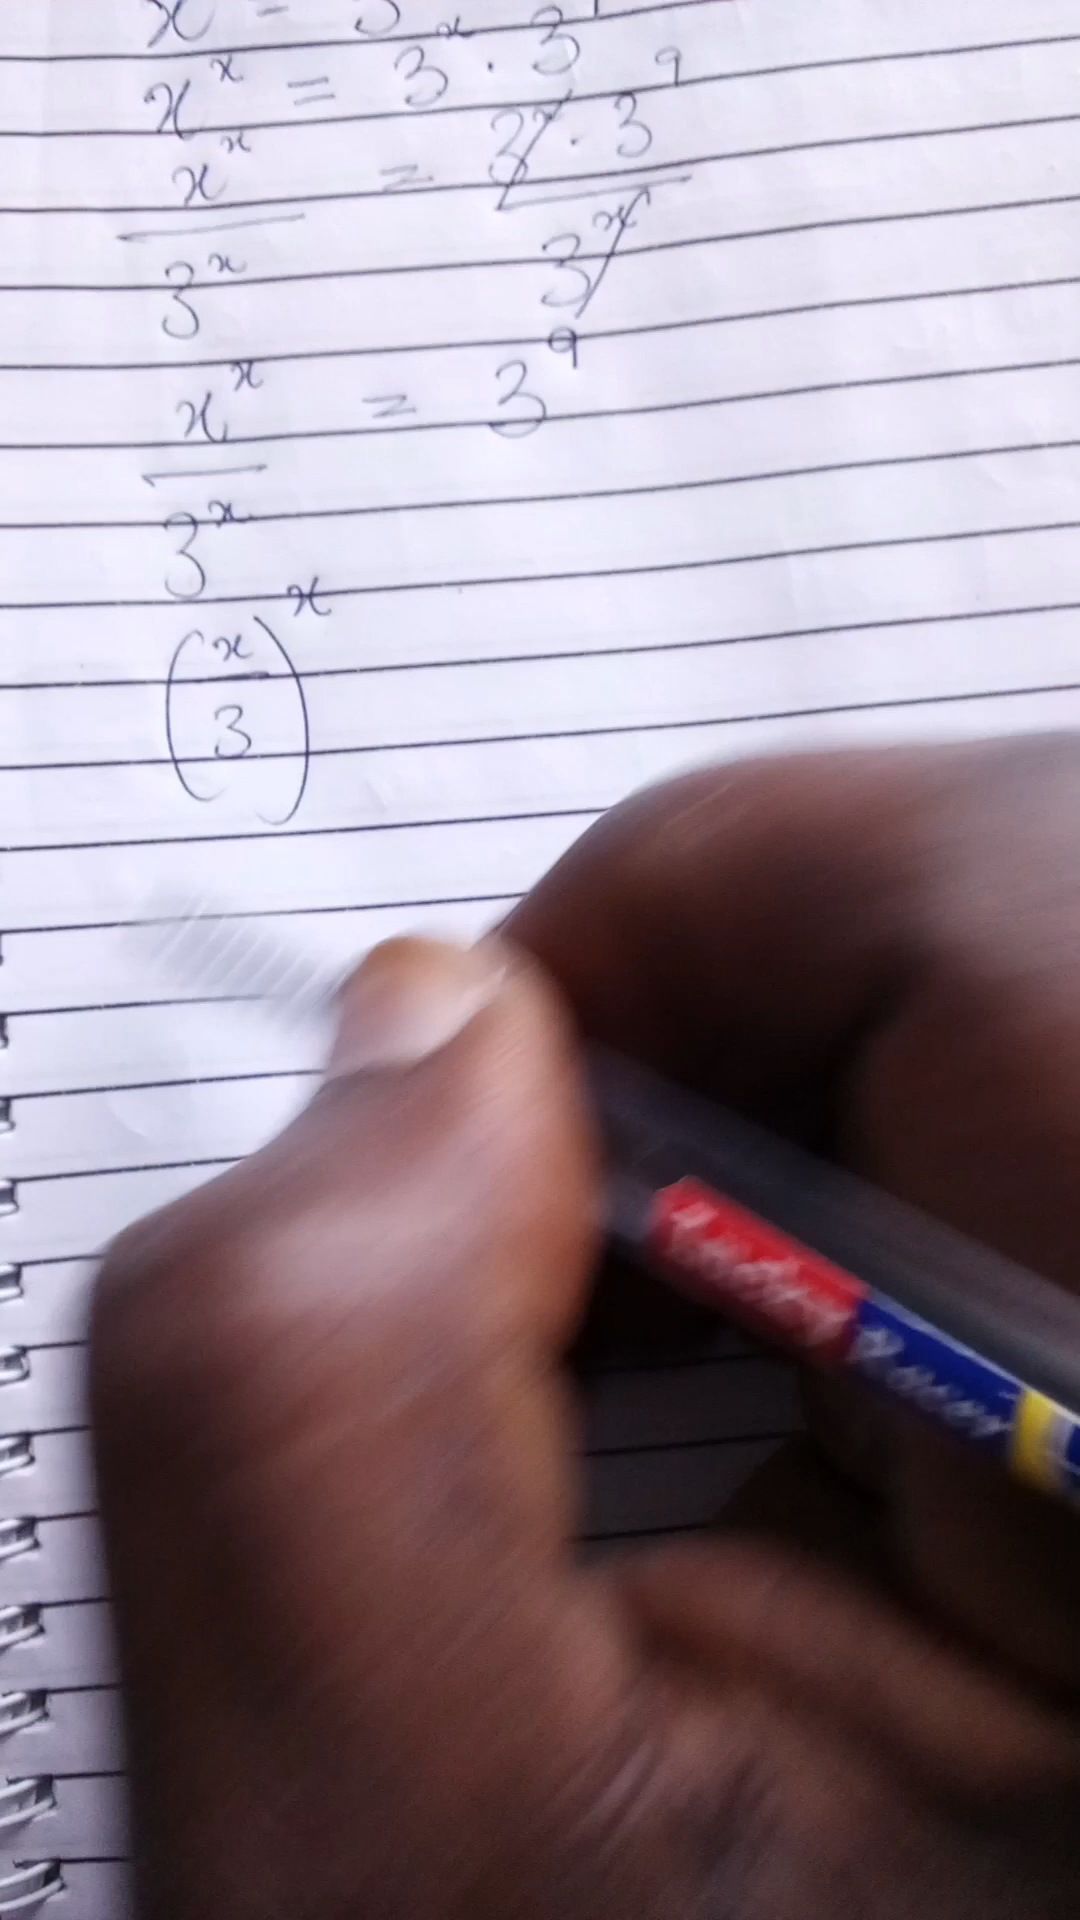 x^x = 3^x · 3^9
x^x / 3^x = 3^x · 3^9 / 3^x
x^x / 3^x = 3^9
(x / 3)^x